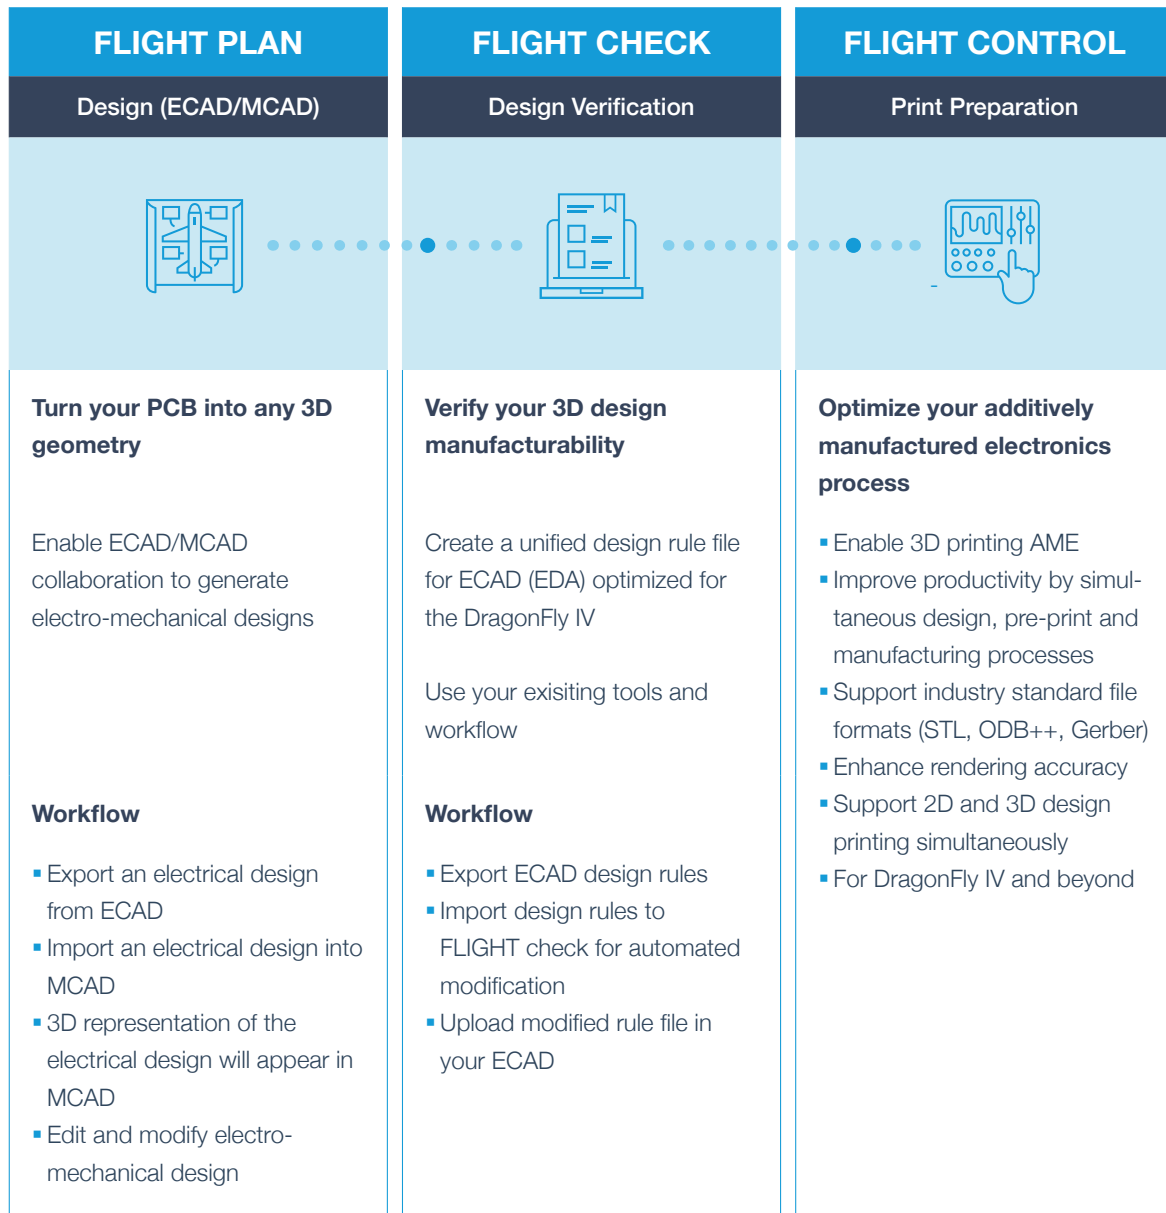 FLIGHT PLAN
Design (ECAD/MCAD)
Turn your PCB into any 3D
geometry
Enable ECAD/MCAD
collaboration to generate
electro-mechanical designs
Workflow
▪ Export an electrical design
from ECAD
▪ Import an electrical design into
MCAD
▪ 3D representation of the
electrical design will appear in
MCAD
▪ Edit and modify electro-
mechanical design
FLIGHT CHECK
Design Verification
Verify your 3D design
manufacturability
Create a unified design rule file
for ECAD (EDA) optimized for
the DragonFly IV
Use your exisiting tools and
workflow
Workflow
▪ Export ECAD design rules
▪ Import design rules to
FLIGHT check for automated
modification
▪ Upload modified rule file in
your ECAD
FLIGHT CONTROL
Print Preparation
Optimize your additively
manufactured electronics
process
▪ Enable 3D printing AME
▪ Improve productivity by simul-
taneous design, pre-print and
manufacturing processes
▪ Support industry standard file
formats (STL, ODB++, Gerber)
▪ Enhance rendering accuracy
▪ Support 2D and 3D design
printing simultaneously
▪ For DragonFly IV and beyond